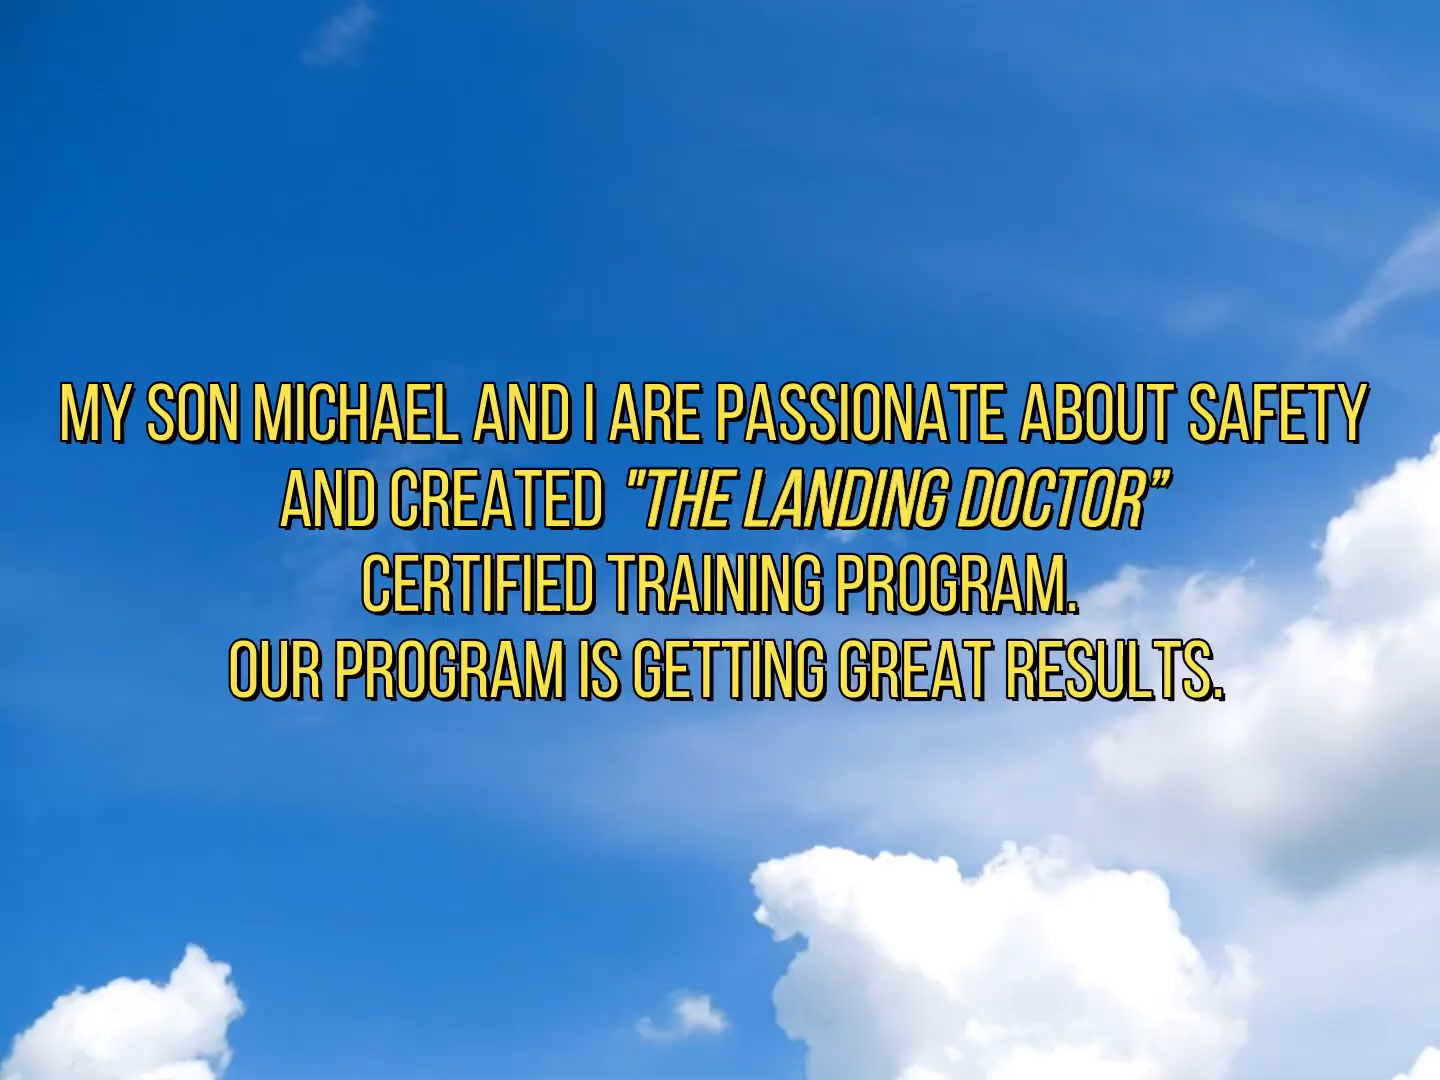 MY SON MICHAEL AND I ARE PASSIONATE ABOUT SAFETY
AND CREATED "THE LANDING DOCTOR”
CERTIFIED TRAINING PROGRAM.
OUR PROGRAM IS GETTING GREAT RESULTS.